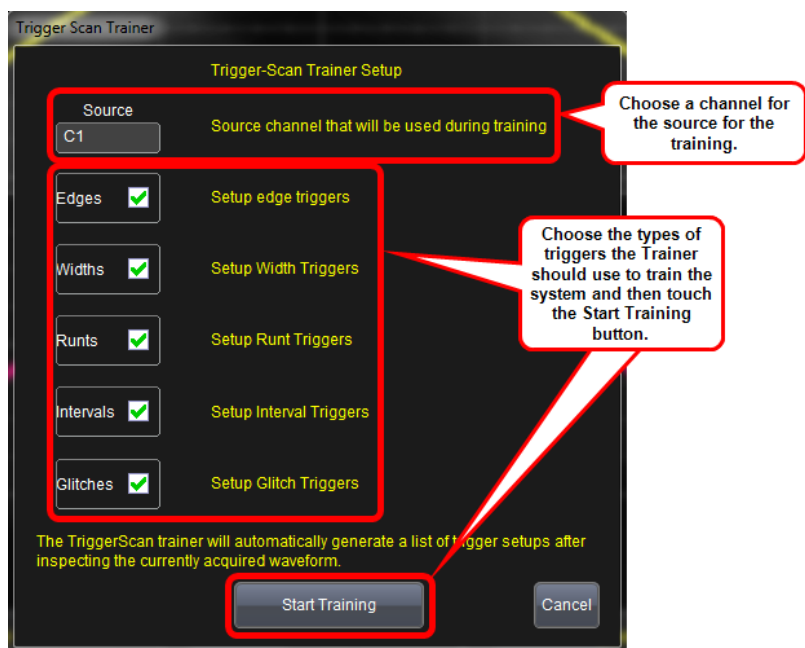 Trigger Scan Trainer
Trigger-Scan Trainer Setup
Source
C1
Source channel that will be used during training
Choose a channel for
the source for the
training.
Edges
Setup edge triggers
Widths
Setup Width Triggers
Runts
Setup Runt Triggers
Intervals
Setup Interval Triggers
Glitches
Setup Glitch Triggers
Choose the types of
triggers the Trainer
should use to train the
system and then touch
the Start Training
button.
The TriggerScan trainer will automatically generate a list of trigger setups after
inspecting the currently acquired waveform.
Start Training
Cancel